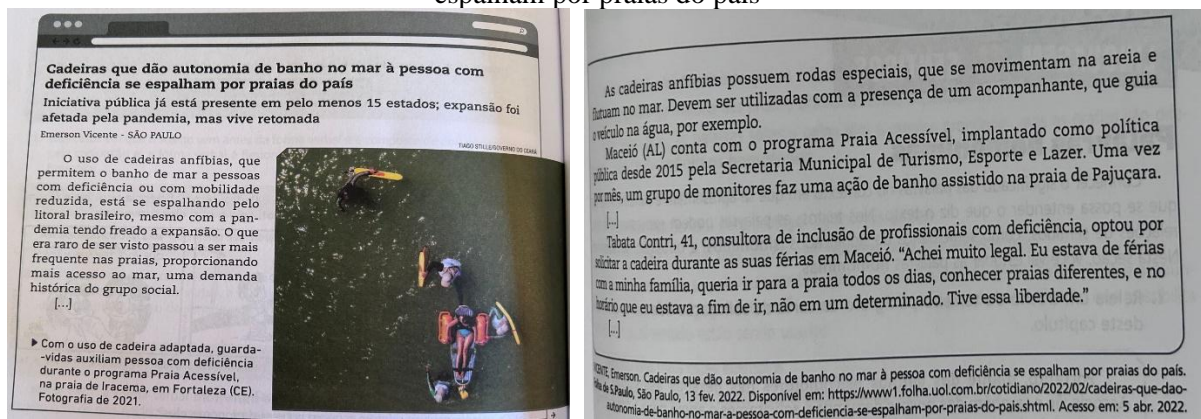 espalham por praias do país
Cadeiras que dão autonomia de banho no mar à pessoa com
deficiência se espalham por praias do país
Iniciativa pública já está presente em pelo menos 15 estados; expansão foi
afetada pela pandemia, mas vive retomada
Emerson Vicente - SÃO PAULO
TIAGO STILLE/GOVERNO DO CEARÁ
O uso de cadeiras anfíbias, que
permitem o banho de mar a pessoas
com deficiência ou com mobilidade
reduzida, está se espalhando pelo
litoral brasileiro, mesmo com a pan-
demia tendo freado a expansão. O que
era raro de ser visto passou a ser mais
frequente nas praias, proporcionando
mais acesso ao mar, uma demanda
histórica do grupo social.
[...]
Com o uso de cadeira adaptada, guarda-
-vidas auxiliam pessoa com deficiência
durante o programa Praia Acessível,
na praia de Iracema, em Fortaleza (CE).
Fotografia de 2021.
As cadeiras anfíbias possuem rodas especiais, que se movimentam na areia e
flutuam no mar. Devem ser utilizadas com a presença de um acompanhante, que guia
o veículo na água, por exemplo.
Maceió (AL) conta com o programa Praia Acessível, implantado como política
pública desde 2015 pela Secretaria Municipal de Turismo, Esporte e Lazer. Uma vez
por mês, um grupo de monitores faz uma ação de banho assistido na praia de Pajuçara.
[...]
Tabata Contri, 41, consultora de inclusão de profissionais com deficiência, optou por
solicitar a cadeira durante as suas férias em Maceió. “Achei muito legal. Eu estava de férias
com a minha família, queria ir para a praia todos os dias, conhecer praias diferentes, e no
horário que eu estava a fim de ir, não em um determinado. Tive essa liberdade.”
[...]
VICENTE, Emerson. Cadeiras que dão autonomia de banho no mar à pessoa com deficiência se espalham por praias do país.
de S.Paulo, São Paulo, 13 fev. 2022. Disponível em: https://www1.folha.uol.com.br/cotidiano/2022/02/cadeiras-que-dao-
autonomia-de-banho-no-mar-a-pessoa-com-deficiencia-se-espalham-por-praias-do-pais.shtml. Acesso em: 5 abr. 2022.